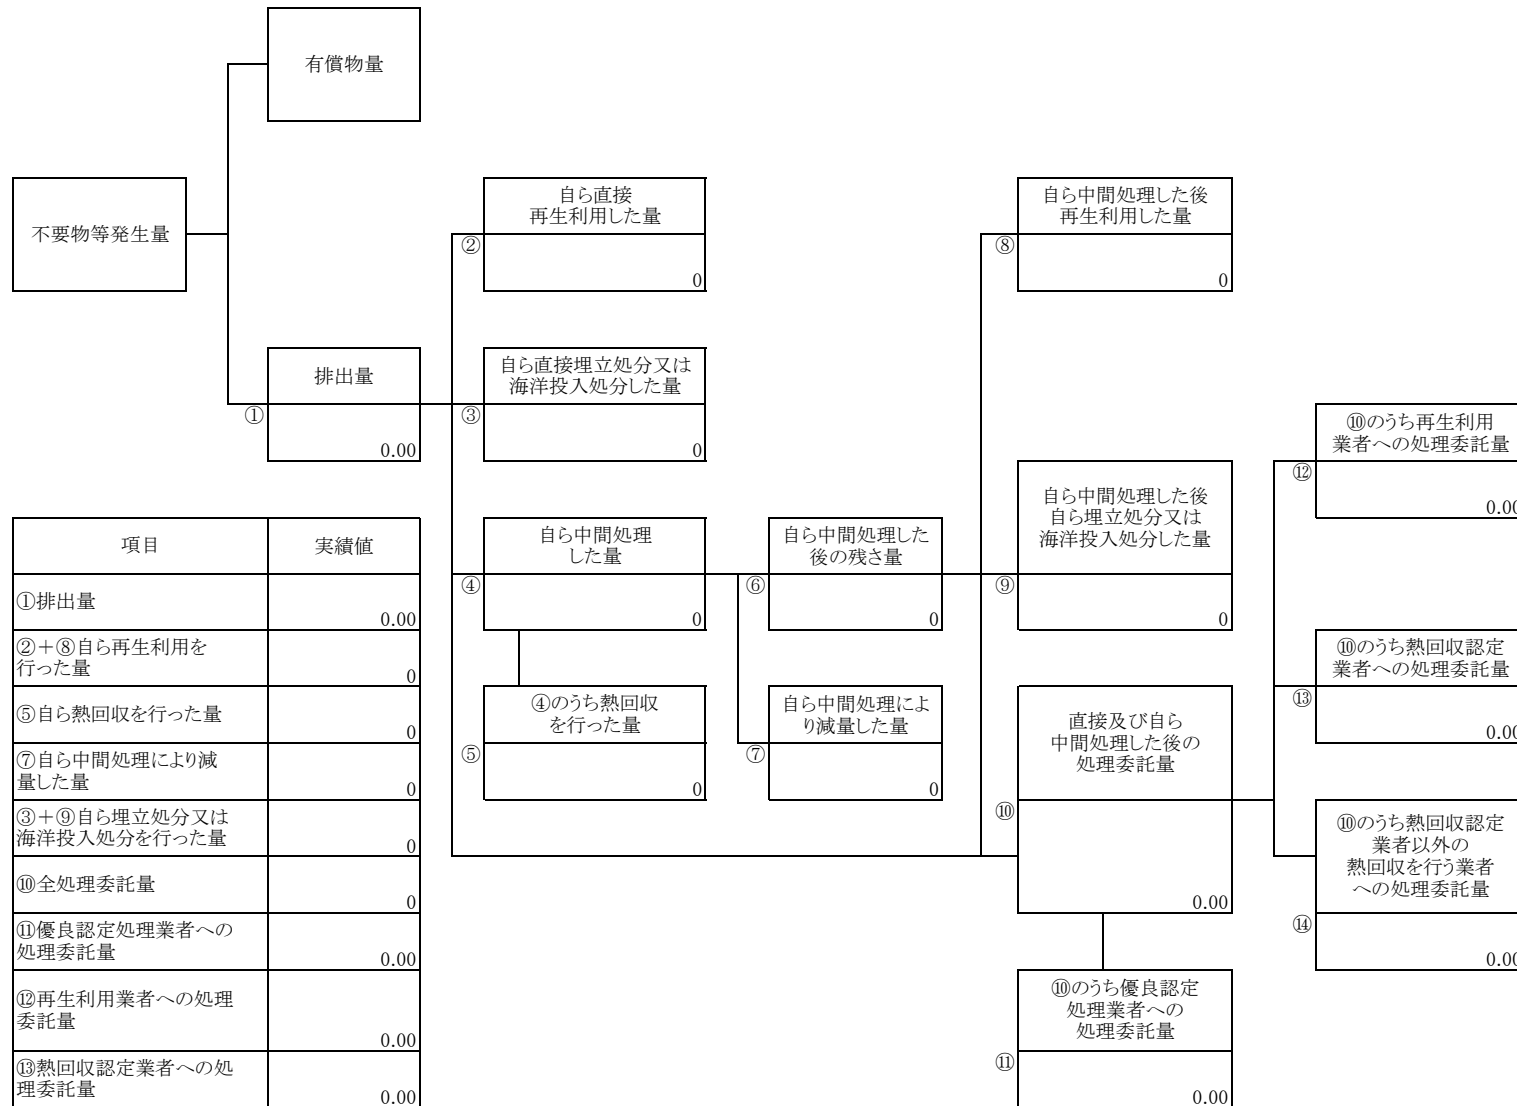 有償物量
不要物等発生量
自ら直接
再生利用した量
②
0
自ら中間処理した後
再生利用した量
⑧
0
排出量
①
0.00
自ら直接埋立処分又は
海洋投入処分した量
③
0
⑩のうち再生利用
業者への処理委託量
⑫
0.00
自ら中間処理
した量
④
0
自ら中間処理した
後の残さ量
⑥
0
自ら中間処理した後
自ら埋立処分又は
海洋投入処分した量
⑨
0
⑩のうち熱回収認定
業者への処理委託量
⑬
0.00
④のうち熱回収
を行った量
⑤
0
自ら中間処理によ
り減量した量
⑦
0
直接及び自ら
中間処理した後の
処理委託量
⑩
0.00
⑩のうち熱回収認定
業者以外の
熱回収を行う業者
への処理委託量
⑭
0.00
⑩のうち優良認定
処理業者への
処理委託量
⑪
0.00
項目
実績値
①排出量
0.00
②+⑧自ら再生利用を
行った量
0
⑤自ら熱回収を行った量
0
⑦自ら中間処理により減
量した量
0
③+⑨自ら埋立処分又は
海洋投入処分を行った量
0
⑩全処理委託量
0
⑪優良認定処理業者への
処理委託量
0.00
⑫再生利用業者への処理
委託量
0.00
⑬熱回収認定業者への処
理委託量
0.00